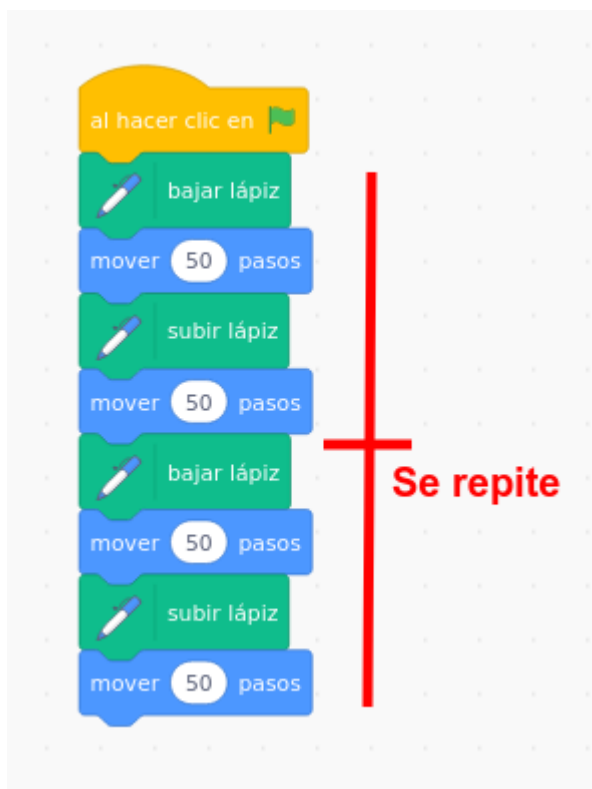 al hacer clic en
bajar lápiz
mover 50 pasos
subir lápiz
mover 50 pasos
bajar lápiz
Se repite
mover 50 pasos
subir lápiz
mover 50 pasos